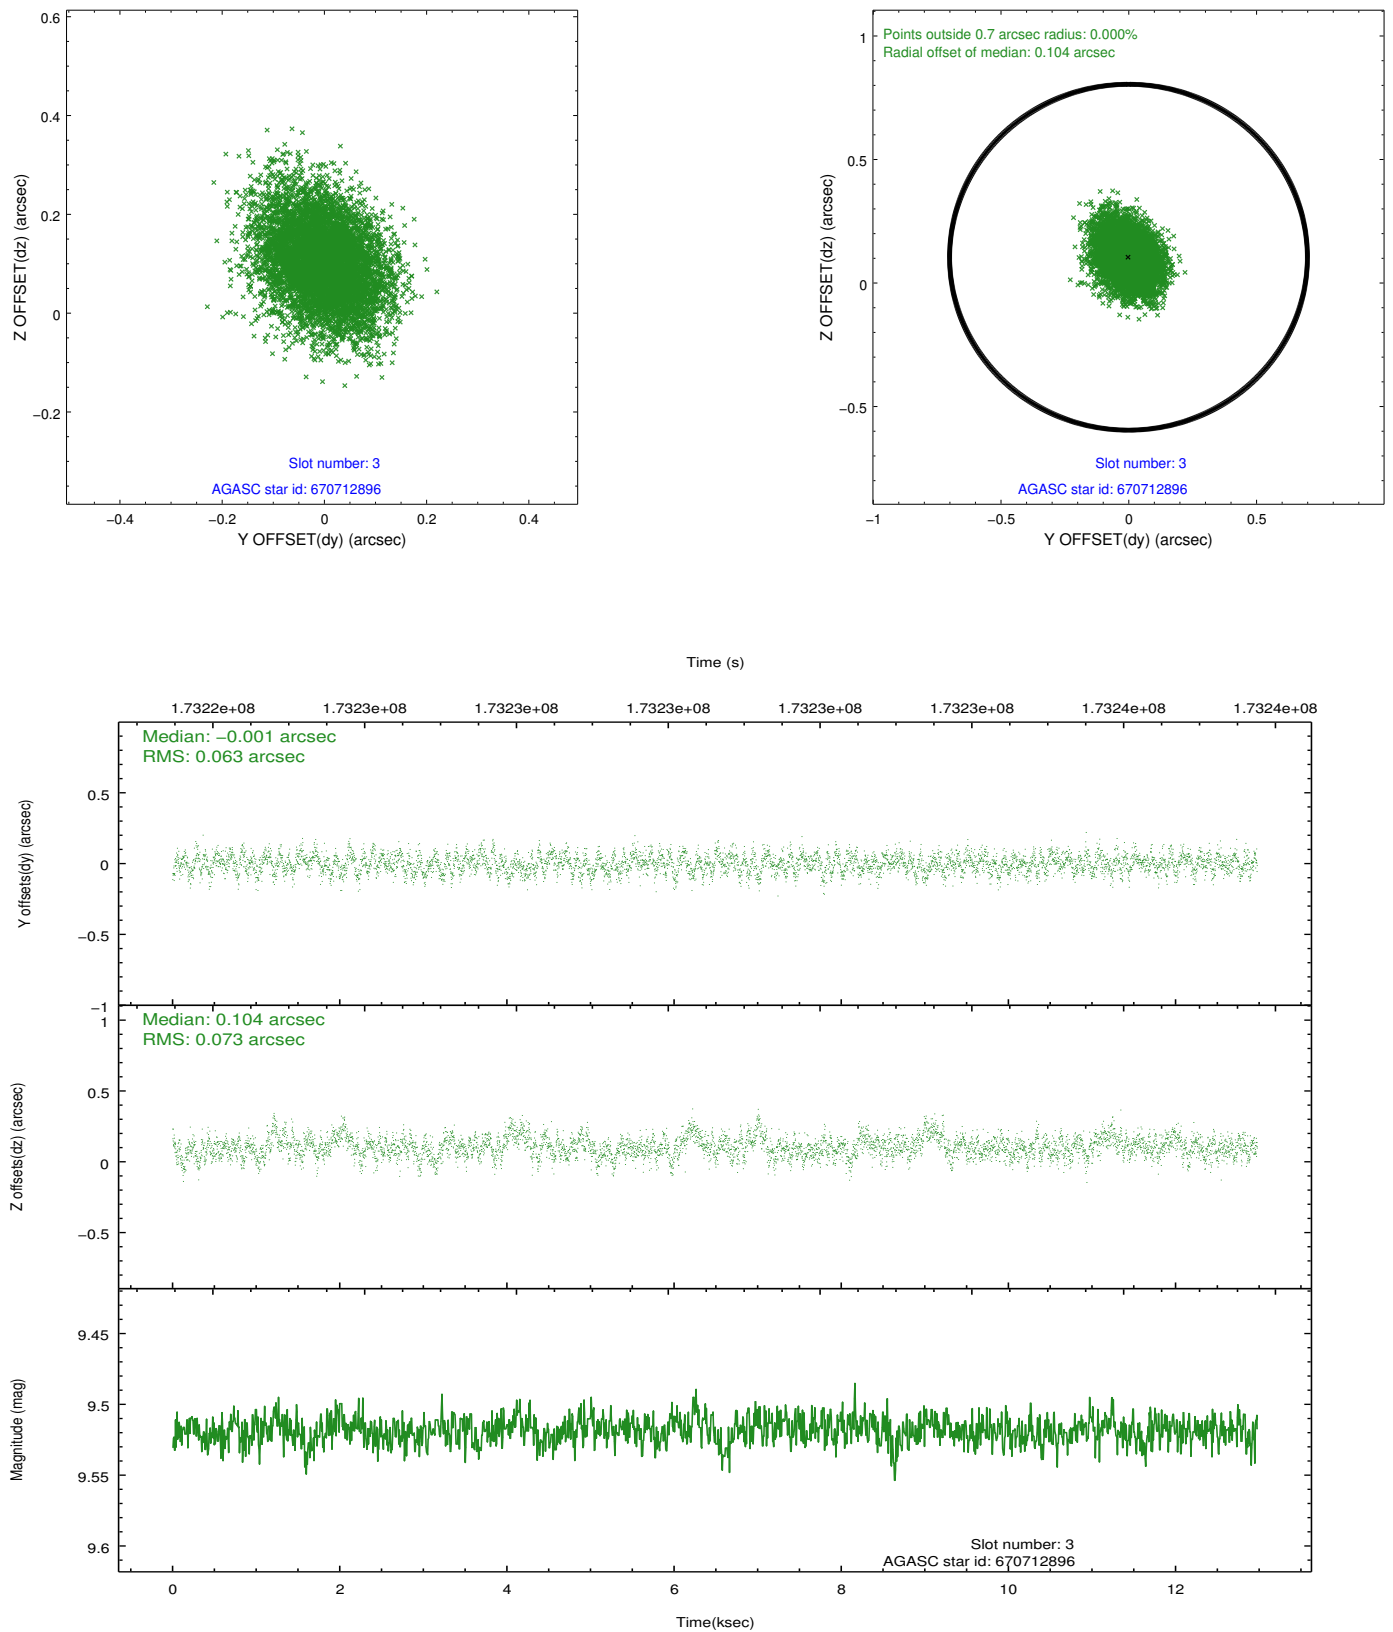 0.6
0.4
0.2
0
−0.2
Z OFFSET(dz) (arcsec)
Slot number: 3
AGASC star id: 670712896
−0.4
−0.2
0
0.2
0.4
Y OFFSET(dy) (arcsec)
Points outside 0.7 arcsec radius: 0.000%
Radial offset of median: 0.104 arcsec
1
0.5
0
−0.5
Z OFFSET(dz) (arcsec)
Slot number: 3
AGASC star id: 670712896
−1
−0.5
0
0.5
Y OFFSET(dy) (arcsec)
Time (s)
1.7322e+08 1.7323e+08 1.7323e+08 1.7323e+08 1.7323e+08 1.7323e+08 1.7324e+08 1.7324e+08
Median: −0.001 arcsec
RMS: 0.063 arcsec
0.5
0
−0.5
−1
Y offsets(dy) (arcsec)
Median: 0.104 arcsec
RMS: 0.073 arcsec
1
0.5
0
−0.5
Z offsets(dz) (arcsec)
9.45
9.5
9.55
9.6
Magnitude (mag)
Slot number: 3
AGASC star id: 670712896
0 2 4 6 8 10 12
Time(ksec)